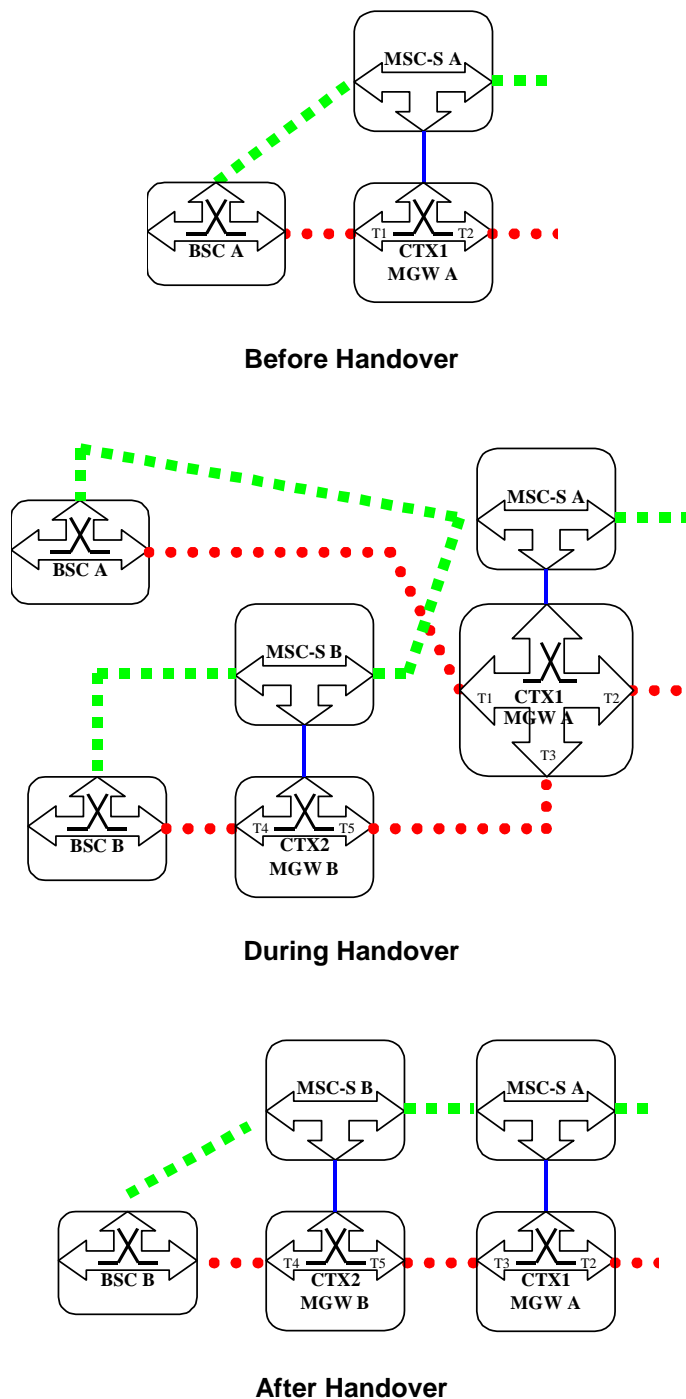 MSC-S A
BSC A
T1
T2
CTX1
MGW A
Before Handover
MSC-S A
BSC A
MSC-S B
T1
CTX1
T2
MGW A
T3
BSC B
T4
T5
CTX2
MGW B
During Handover
MSC-S B
MSC-S A
BSC B
T4
T5
CTX2
MGW B
T3
T2
CTX1
MGW A
After Handover